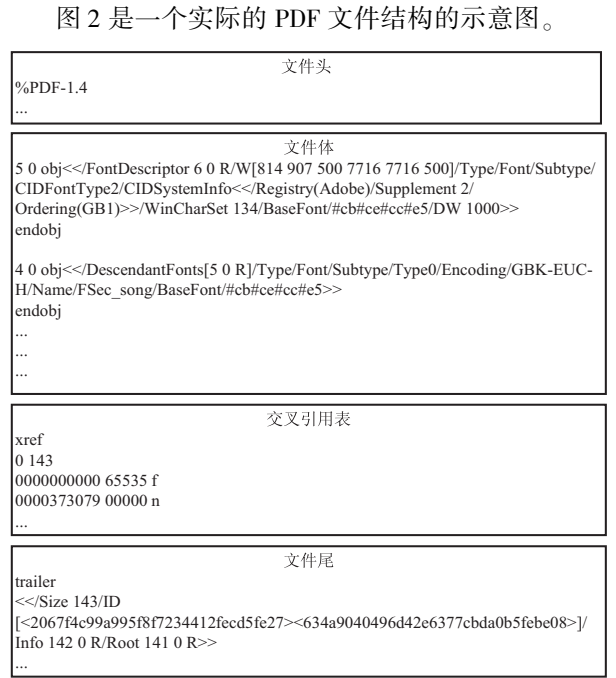 图 2 是一个实际的 PDF 文件结构的示意图。
文件头
%PDF-1.4
...
文件体
5 0 obj<</FontDescriptor 6 0 R/W[814 907 500 7716 7716 500]/Type/Font/Subtype/
CIDFontType2/CIDSystemInfo<</Registry(Adobe)/Supplement 2/
Ordering(GB1)>>/WinCharSet 134/BaseFont/#cb#ce#cc#e5/DW 1000>>
endobj
4 0 obj<</DescendantFonts[5 0 R]/Type/Font/Subtype/Type0/Encoding/GBK-EUC-
H/Name/FSec_song/BaseFont/#cb#ce#cc#e5>>
endobj
...
...
...
交叉引用表
xref
0 143
0000000000 65535 f
0000373079 00000 n
...
文件尾
trailer
<</Size 143/ID
[<2067f4c99a995f8f7234412fecd5fe27><634a9040496d42e6377cbda0b5febe08>]/
Info 142 0 R/Root 141 0 R>>
...